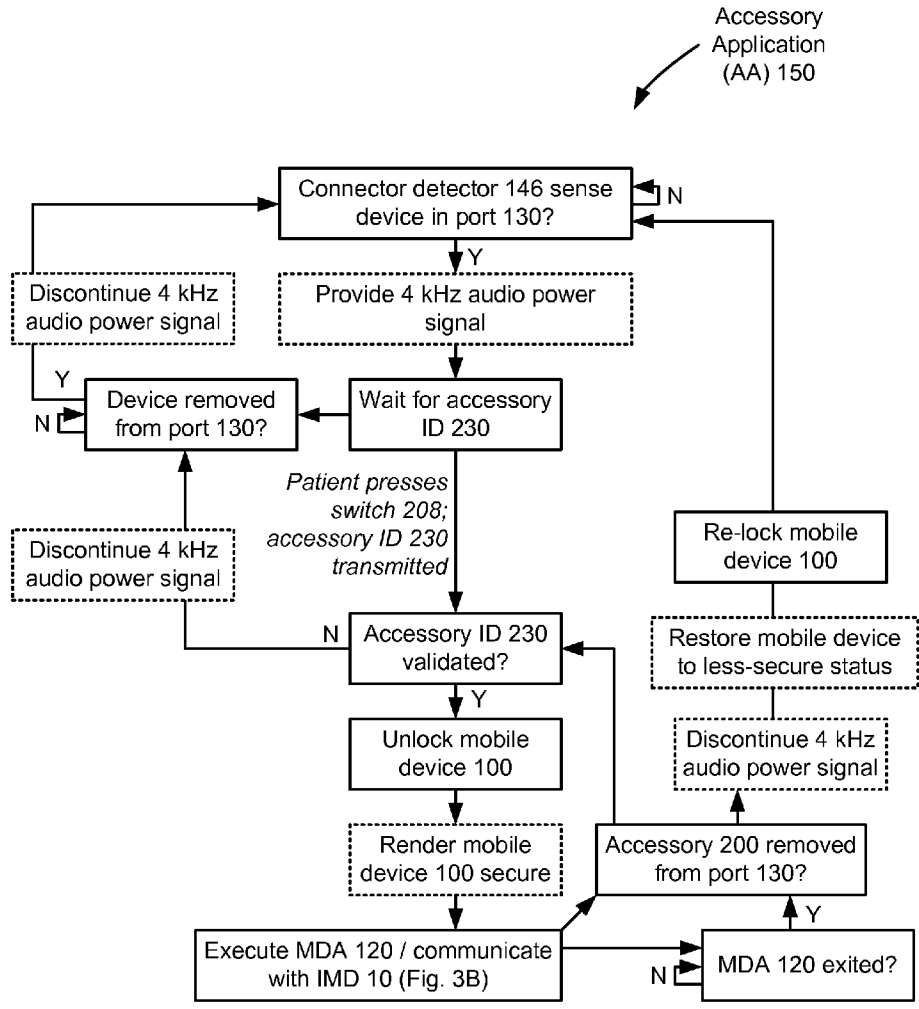 Accessory
Application
(AA) 150
Connector detector 146 sense
device in port 130?
N
Y
Discontinue 4 kHz
audio power signal
Provide 4 kHz audio power
signal
Y
N
Device removed
from port 130?
Wait for accessory
ID 230
Patient presses
switch 208;
accessory ID 230
transmitted
Discontinue 4 kHz
audio power signal
Re-lock mobile
device 100
N
Accessory ID 230
validated?
Restore mobile device
to less-secure status
Y
Unlock mobile
device 100
Discontinue 4 kHz
audio power signal
Render mobile
device 100 secure
Accessory 200 removed
from port 130?
Y
Execute MDA 120 / communicate
with IMD 10 (Fig. 3B)
N
MDA 120 exited?